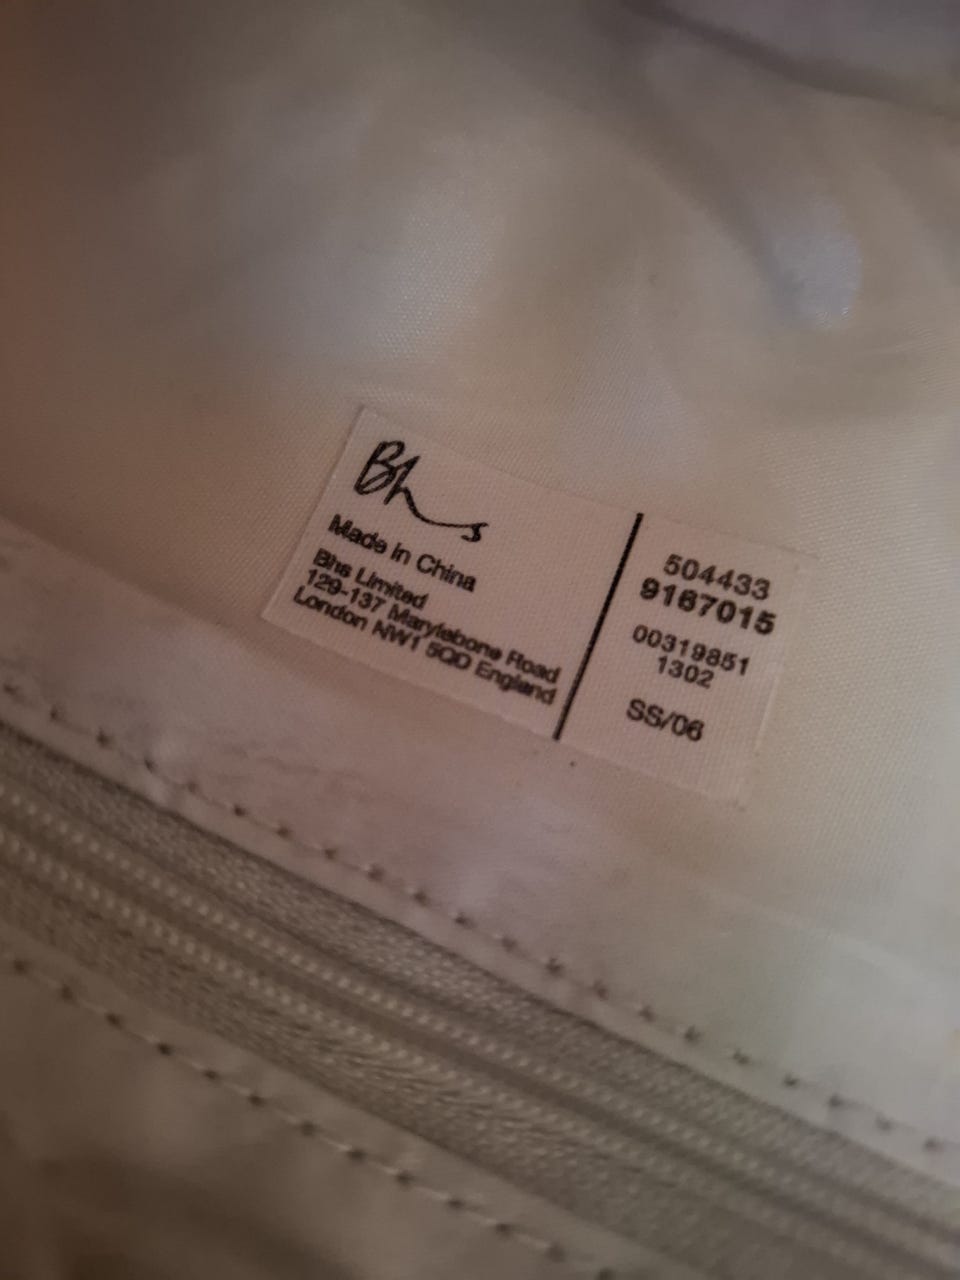 Bhs
Made in China
Bhs Limited
129-137 Marylebone Road
London NW1 5QD England
504433
9167015
00319851
1302
SS/06